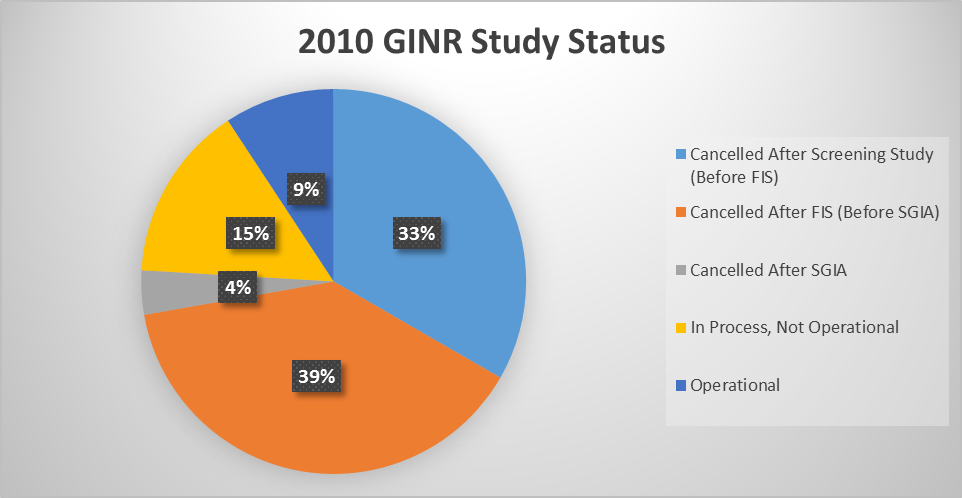 2010 GINR Study Status
9%
15%
33%
4%
39%
Cancelled After Screening Study
(Before FIS)
Cancelled After FIS (Before SGIA)
Cancelled After SGIA
In Process, Not Operational
Operational